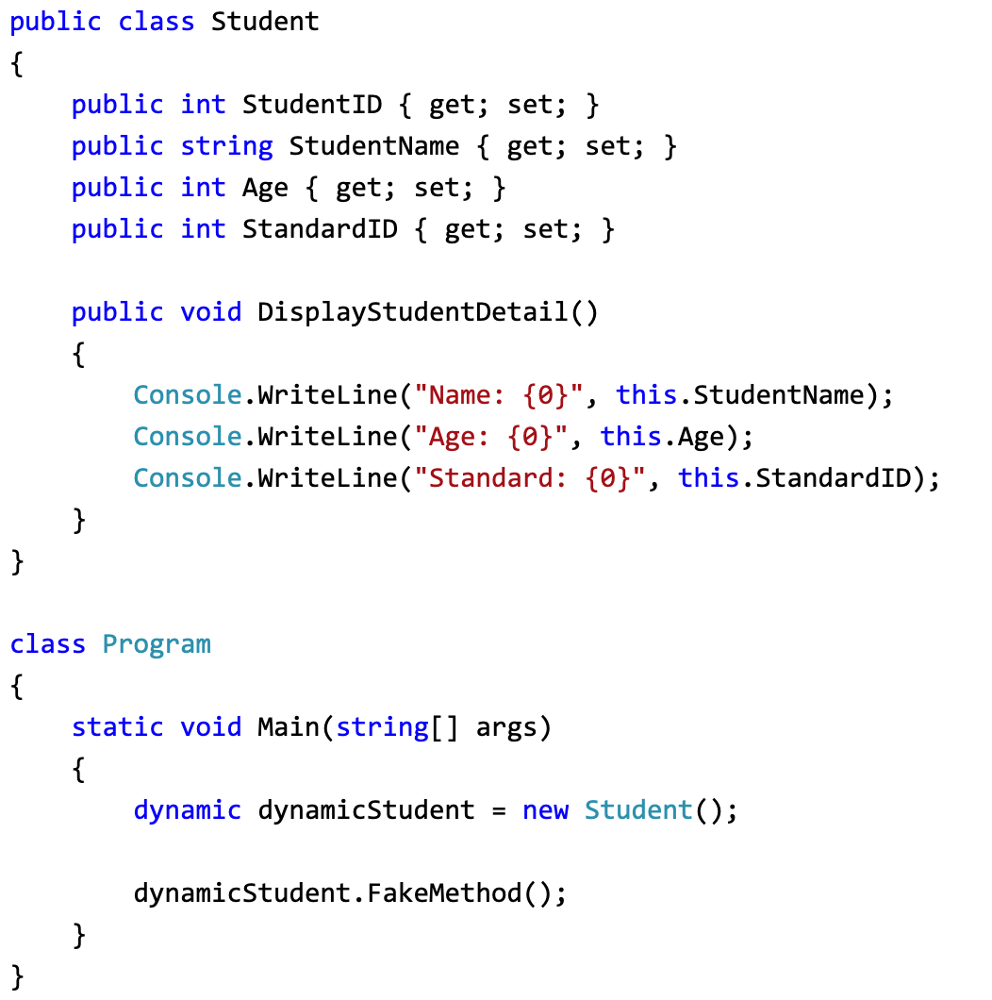 public class Student
{
    public int StudentID { get; set; }
    public string StudentName { get; set; }
    public int Age { get; set; }
    public int StandardID { get; set; }

    public void DisplayStudentDetail()
    {
        Console.WriteLine("Name: {0}", this.StudentName);
        Console.WriteLine("Age: {0}", this.Age);
        Console.WriteLine("Standard: {0}", this.StandardID);
    }
}

class Program
{
    static void Main(string[] args)
    {
        dynamic dynamicStudent = new Student();

        dynamicStudent.FakeMethod();
    }
}